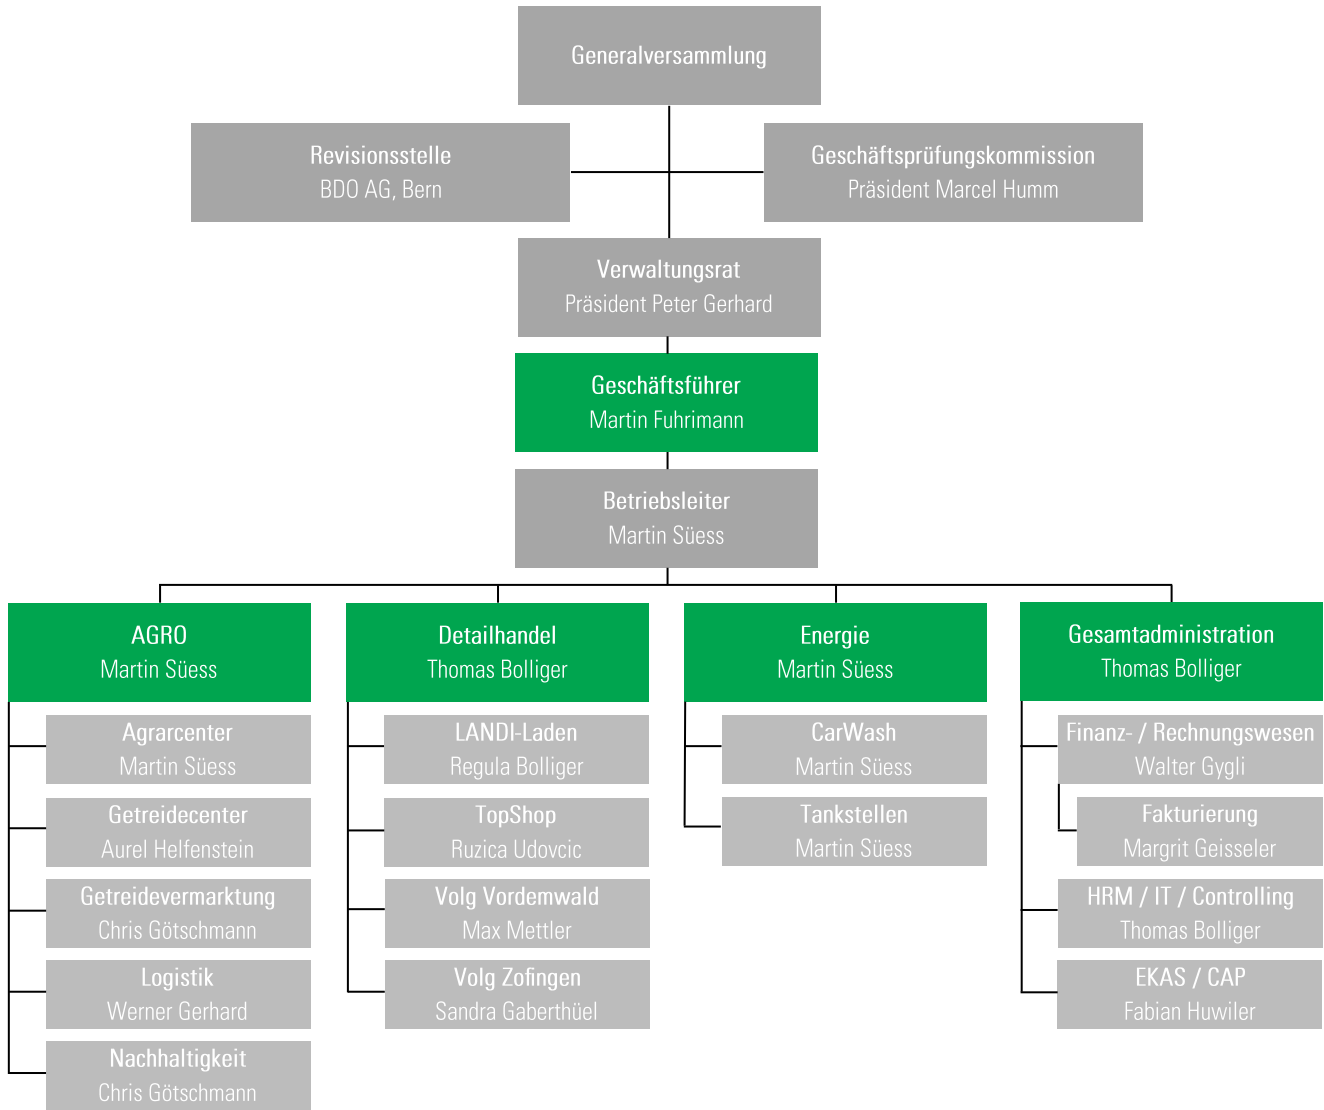 Generalversammlung
Revisionsstelle
BDO AG, Bern
Geschäftsprüfungskommission
Präsident Marcel Humm
Verwaltungsrat
Präsident Peter Gerhard
Geschäftsführer
Martin Fuhrimann
Betriebsleiter
Martin Süess
AGRO
Martin Süess
Agrarcenter
Martin Süess
Getreidecenter
Aurel Helfenstein
Getreidevermarktung
Chris Götschmann
Logistik
Werner Gerhard
Nachhaltigkeit
Chris Götschmann
Detailhandel
Thomas Bolliger
LANDI-Laden
Regula Bolliger
TopShop
Ruzica Udovcic
Volg Vordemwald
Max Mettler
Volg Zofingen
Sandra Gaberthüel
Energie
Martin Süess
CarWash
Martin Süess
Tankstellen
Martin Süess
Gesamtadministration
Thomas Bolliger
Finanz- / Rechnungswesen
Walter Gygli
Fakturierung
Margrit Geisseler
HRM / IT / Controlling
Thomas Bolliger
EKAS / CAP
Fabian Huwiler